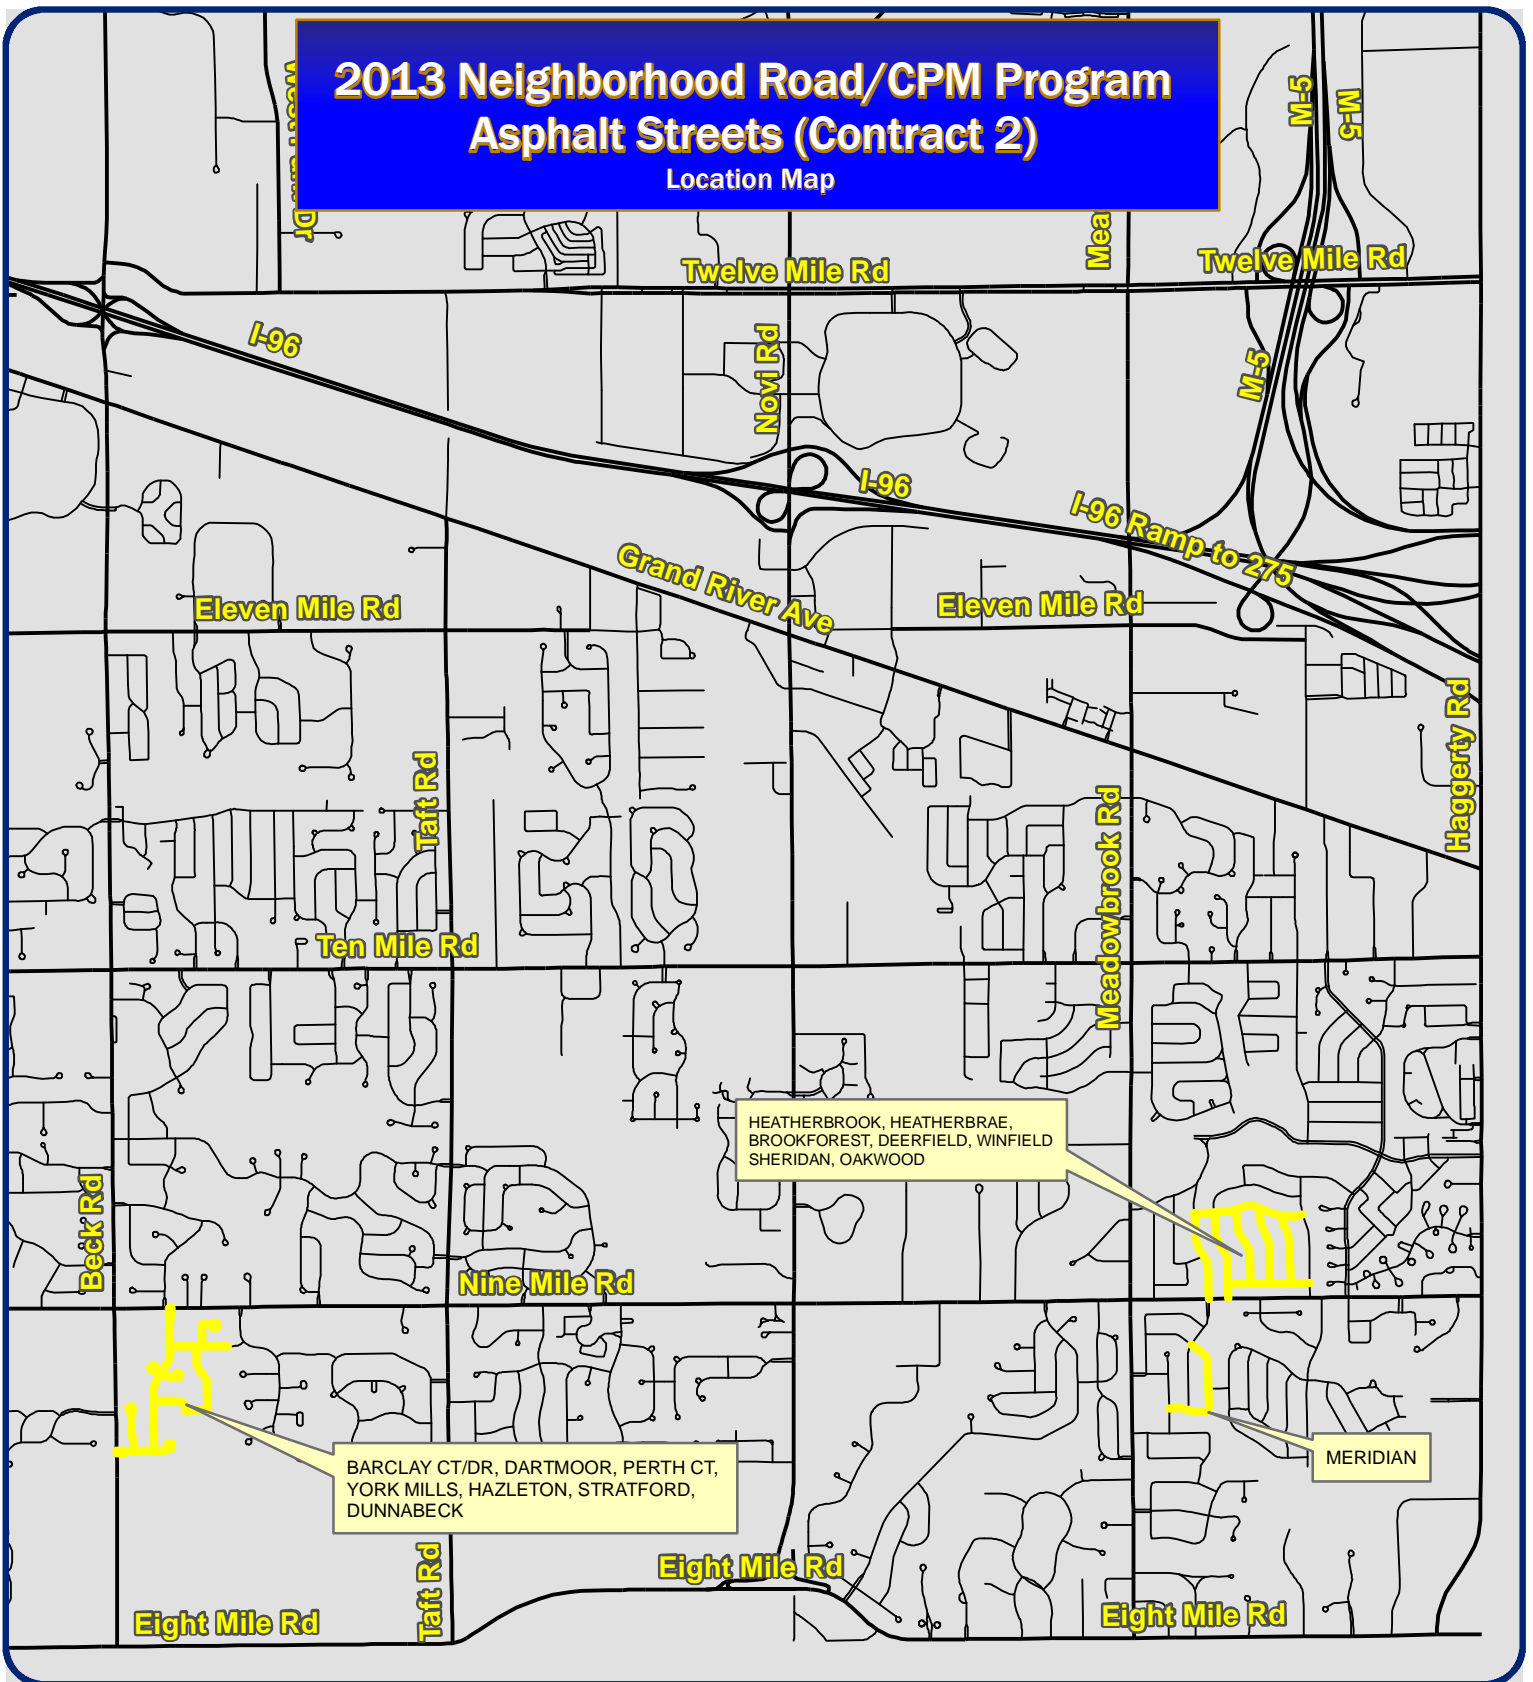 2013 Neighborhood Road/CPM Program
Asphalt Streets (Contract 2)
Location Map
M-5
M-5
Dr
Mea
Twelve Mile Rd
Twelve Mile Rd
I-96
Novi Rd
M-5
I-96
I-96 Ramp to 275
Grand River Ave
Eleven Mile Rd
Eleven Mile Rd
Haggerty Rd
Taft Rd
Meadowbrook Rd
Ten Mile Rd
HEATHERBROOK, HEATHERBRAE,
BROOKFOREST, DEERFIELD, WINFIELD
SHERIDAN, OAKWOOD
Beck Rd
Nine Mile Rd
MERIDIAN
BARCLAY CT/DR, DARTMOOR, PERTH CT,
YORK MILLS, HAZLETON, STRATFORD,
DUNNABECK
Taft Rd
Eight Mile Rd
Eight Mile Rd
Eight Mile Rd